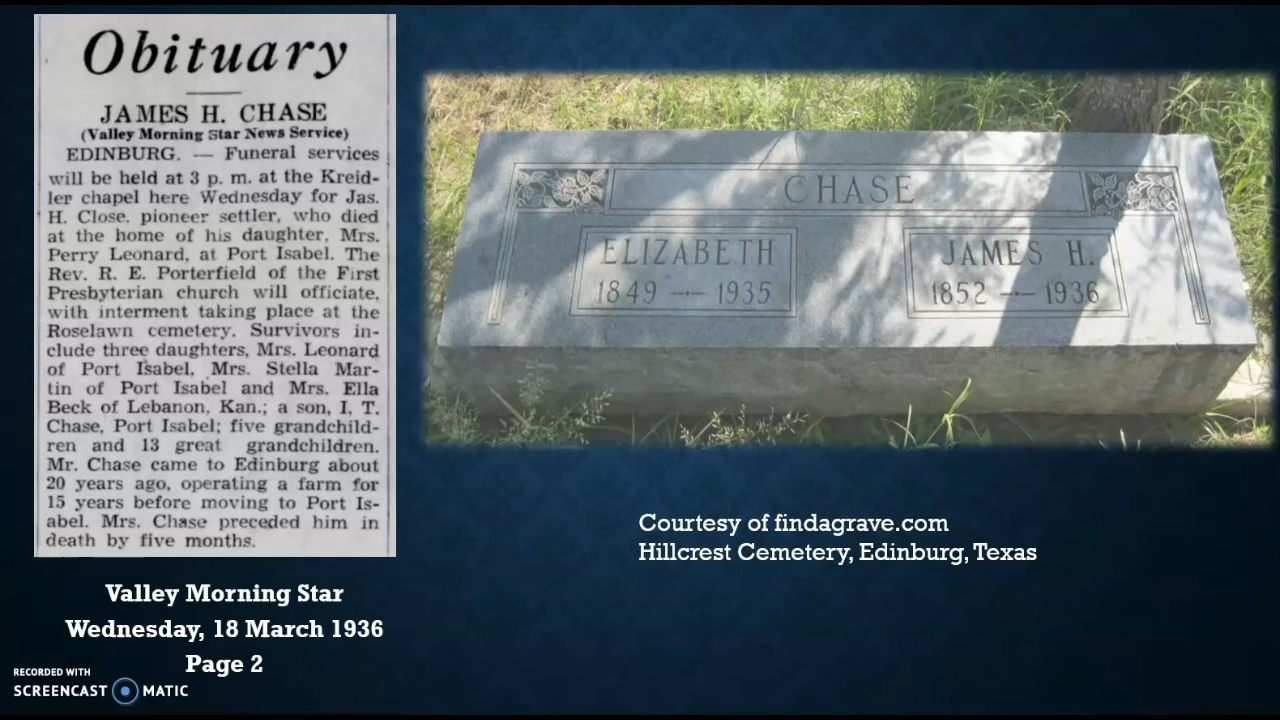 Obituary
JAMES H. CHASE
(Valley Morning Star News Service)
EDINBURG. — Funeral services
will be held at 3 p. m. at the Kreid-
ler chapel here Wednesday for Jas.
H. Close, pioneer settler, who died
at the home of his daughter, Mrs.
Perry Leonard, at Port Isabel. The
Rev. R. E. Porterfield of the First
Presbyterian church will officiate,
with interment taking place at the
Roselawn cemetery. Survivors in-
clude three daughters, Mrs. Leonard
of Port Isabel, Mrs. Stella Mar-
tin of Port Isabel and Mrs. Ella
Beck of Lebanon, Kan.; a son, I. T.
Chase, Port Isabel; five grandchild-
ren and 13 great grandchildren.
Mr. Chase came to Edinburg about
20 years ago, operating a farm for
15 years before moving to Port Is-
abel. Mrs. Chase preceded him in
death by five months.
Valley Morning Star
Wednesday, 18 March 1936
Page 2
CHASE
ELIZABETH
1849 — 1935
JAMES H.
1852 — 1936
Courtesy of findagrave.com
Hillcrest Cemetery, Edinburg, Texas
RECORDED WITH
SCREENCAST MATIC